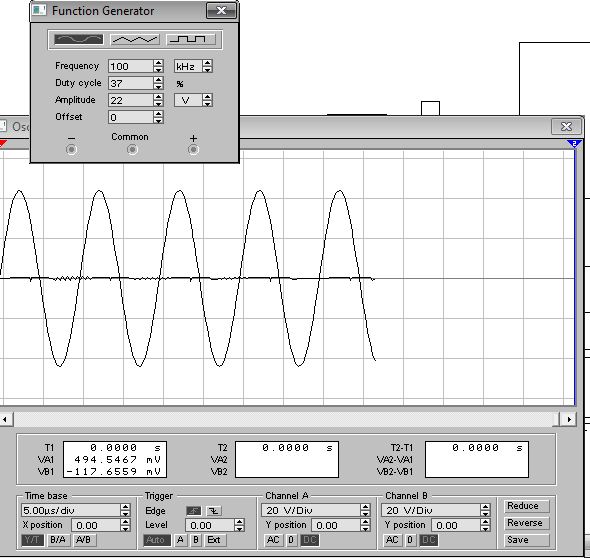 Function Generator
Frequency 100 kHz
Duty cycle 37 %
Amplitude 22 V
Offset 0
− Common +
Osc
2
T1 0.0000 s T2 0.0000 s T2-T1 0.0000 s
VA1 494.5467 mV VA2 VA2-VA1
VB1 -117.6559 mV VB2 VB2-VB1
Time base Trigger Channel A Channel B Reduce
5.00µs/div Edge 20 V/Div 20 V/Div Reverse
X position 0.00 Level 0.00 Y position 0.00 Y position 0.00
Y/T B/A A/B Auto A B Ext AC 0 DC AC 0 DC Save